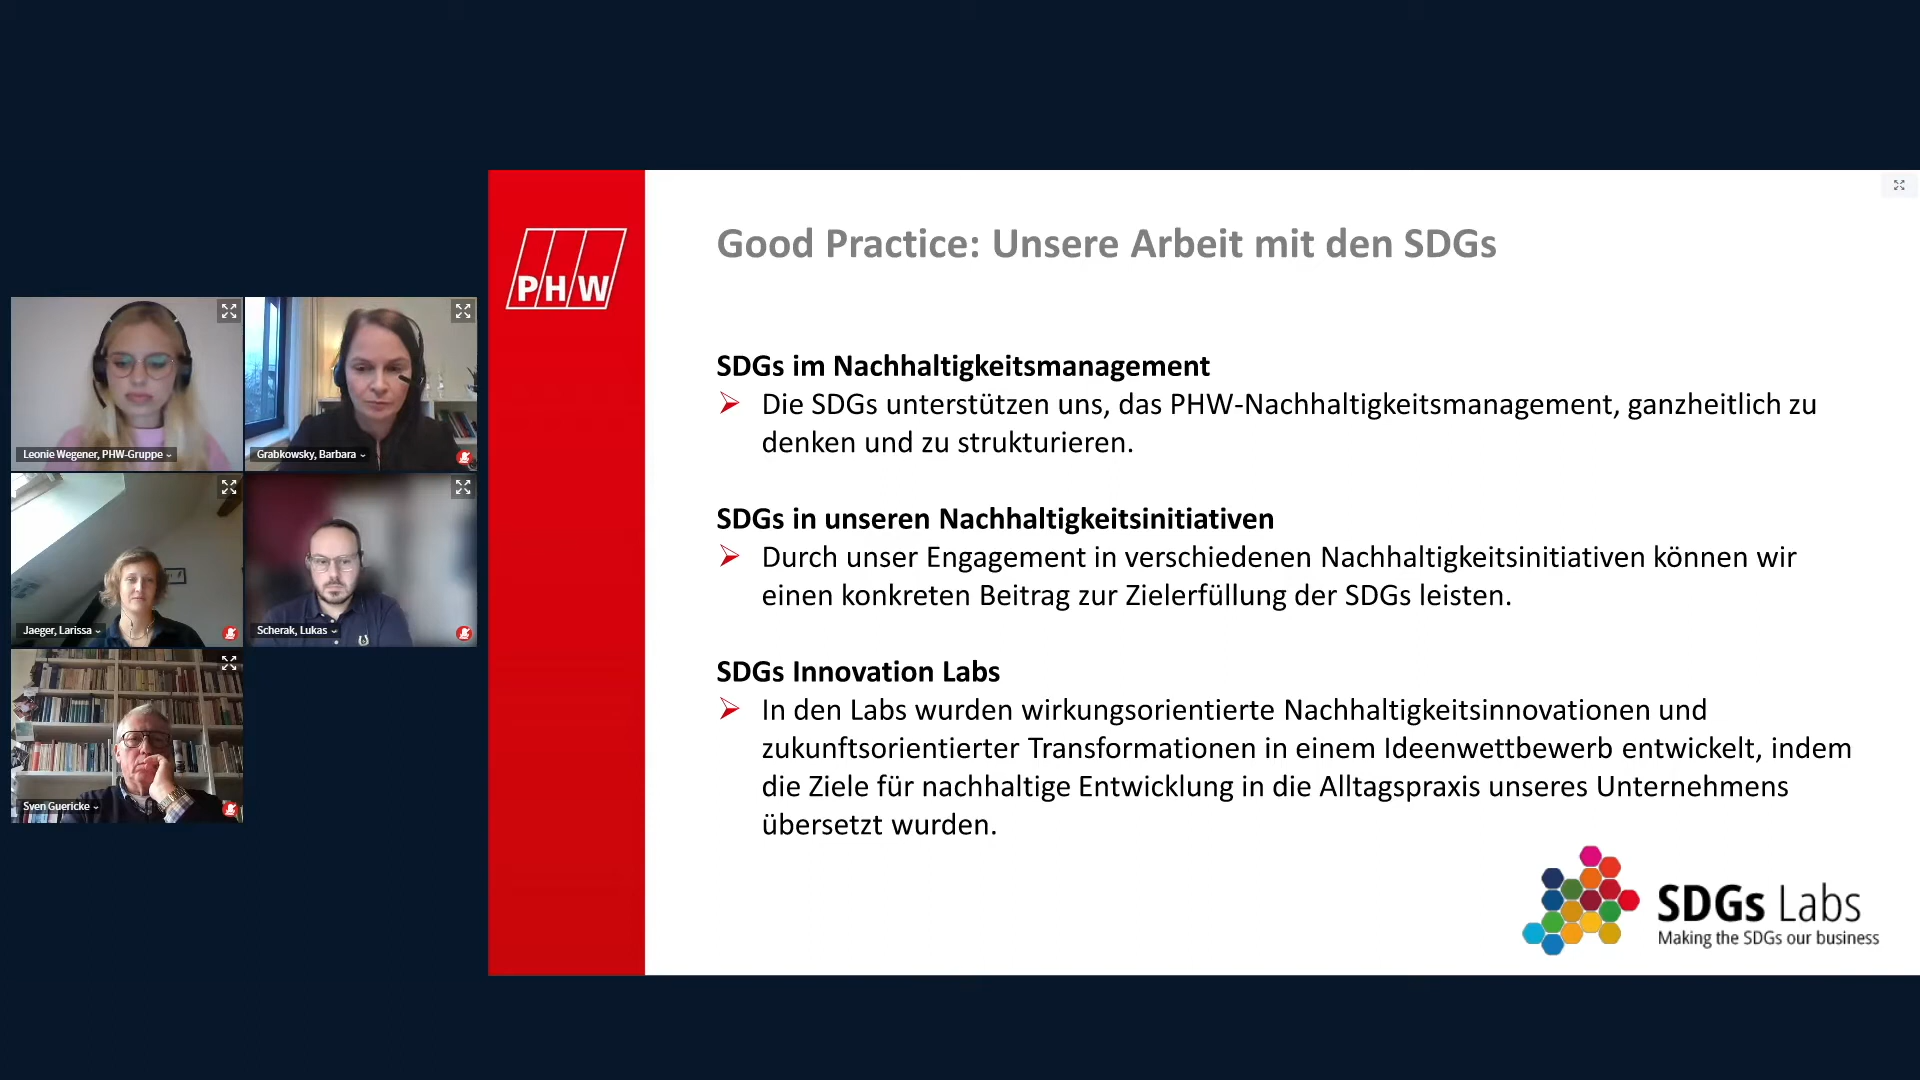 PHW
Good Practice: Unsere Arbeit mit den SDGs
SDGs im Nachhaltigkeitsmanagement
Die SDGs unterstützen uns, das PHW-Nachhaltigkeitsmanagement, ganzheitlich zu
denken und zu strukturieren.
SDGs in unseren Nachhaltigkeitsinitiativen
Durch unser Engagement in verschiedenen Nachhaltigkeitsinitiativen können wir
einen konkreten Beitrag zur Zielerfüllung der SDGs leisten.
SDGs Innovation Labs
In den Labs wurden wirkungsorientierte Nachhaltigkeitsinnovationen und
zukunftsorientierter Transformationen in einem Ideenwettbewerb entwickelt, indem
die Ziele für nachhaltige Entwicklung in die Alltagspraxis unseres Unternehmens
übersetzt wurden.
SDGs Labs
Making the SDGs our business
Leonie Wegener, PHW-Gruppe
Grabkowsky, Barbara
Jaeger, Larissa
Scherak, Lukas
Sven Guericke